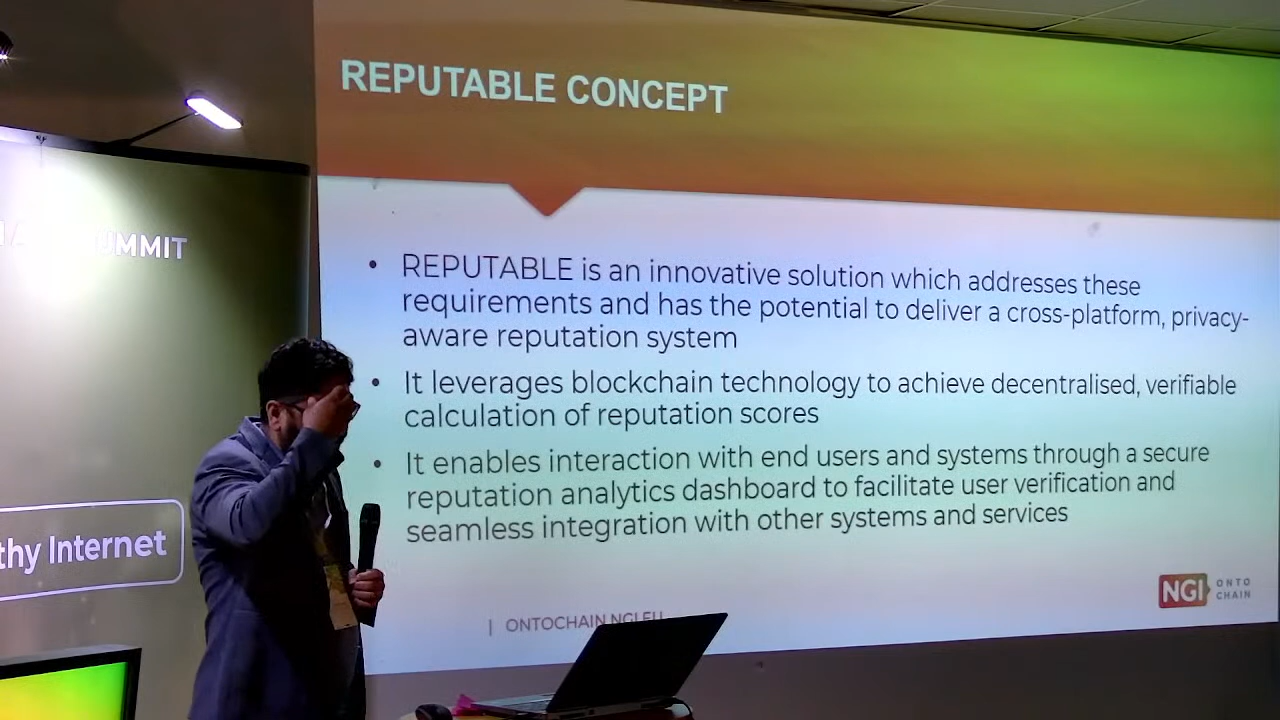 REPUTABLE CONCEPT
UMMIT
• REPUTABLE is an innovative solution which addresses these
requirements and has the potential to deliver a cross-platform, privacy-
aware reputation system
• It leverages blockchain technology to achieve decentralised, verifiable
calculation of reputation scores
• It enables interaction with end users and systems through a secure
reputation analytics dashboard to facilitate user verification and
seamless integration with other systems and services
thy Internet
NGI ONTO
CHAIN
| ONTOCHAIN.NGI.EU